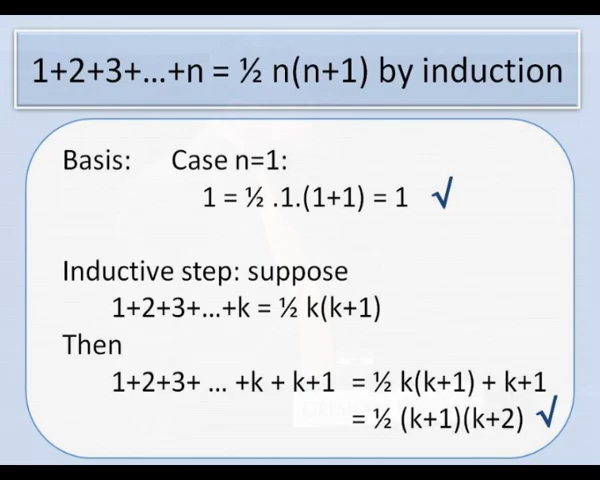 1+2+3+...+n = ½ n(n+1) by induction
Basis: Case n=1:
1 = ½ .1.(1+1) = 1 √
Inductive step: suppose
1+2+3+...+k = ½ k(k+1)
Then
1+2+3+ ... +k + k+1 = ½ k(k+1) + k+1
= ½ (k+1)(k+2) √